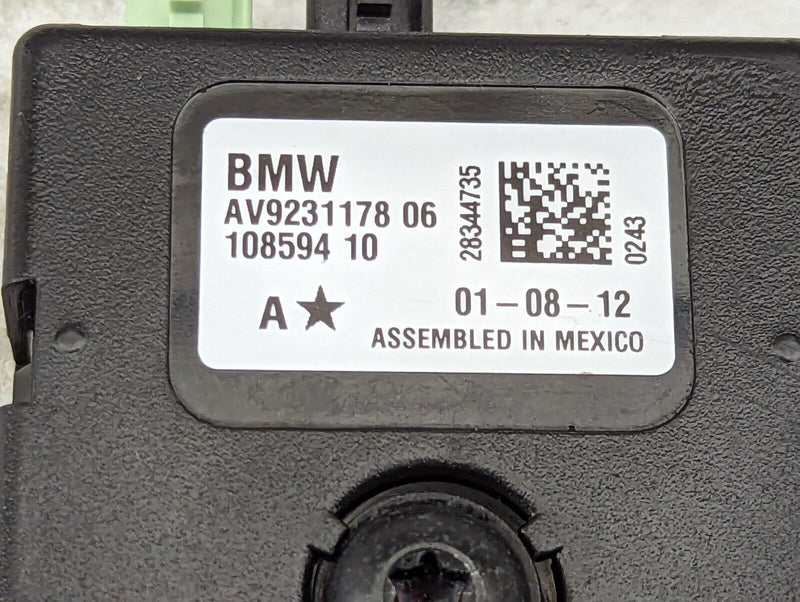 BMW
AV9231178 06
108594 10
A★
28344735
0243
01-08-12
ASSEMBLED IN MEXICO